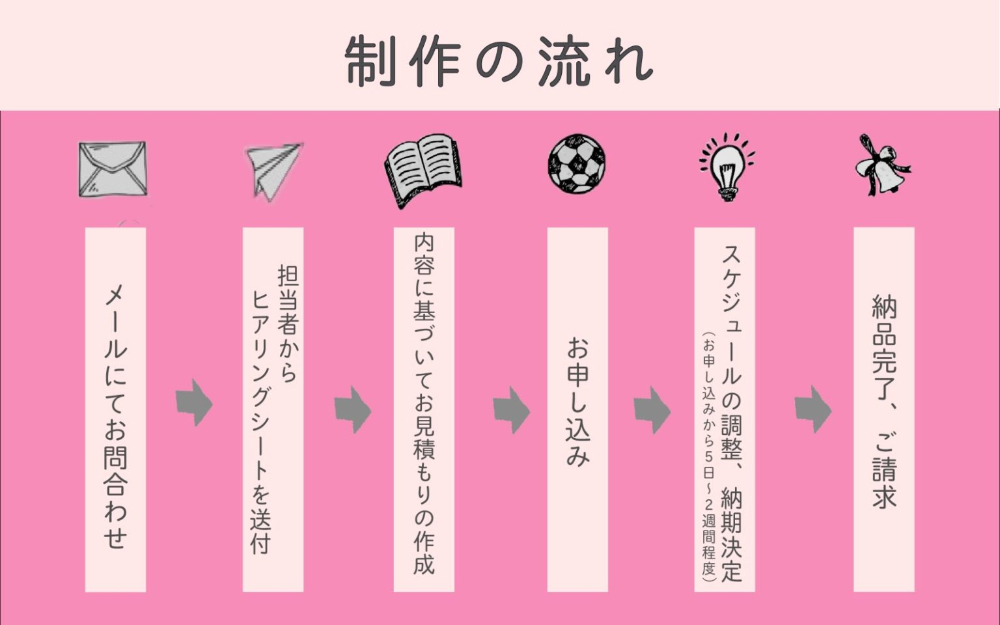 制作の流れ
メールにてお問合わせ
担当者から
ヒアリングシートを送付
内容に基づいてお見積もりの作成
お申し込み
スケジュールの調整、納期決定
（お申し込みから5日〜2週間程度）
納品完了、ご請求